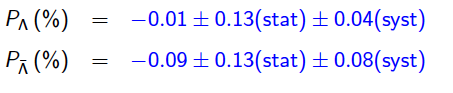 P_Λ (%) = −0.01 ± 0.13(stat) ± 0.04(syst)
P_Λ̄ (%) = −0.09 ± 0.13(stat) ± 0.08(syst)